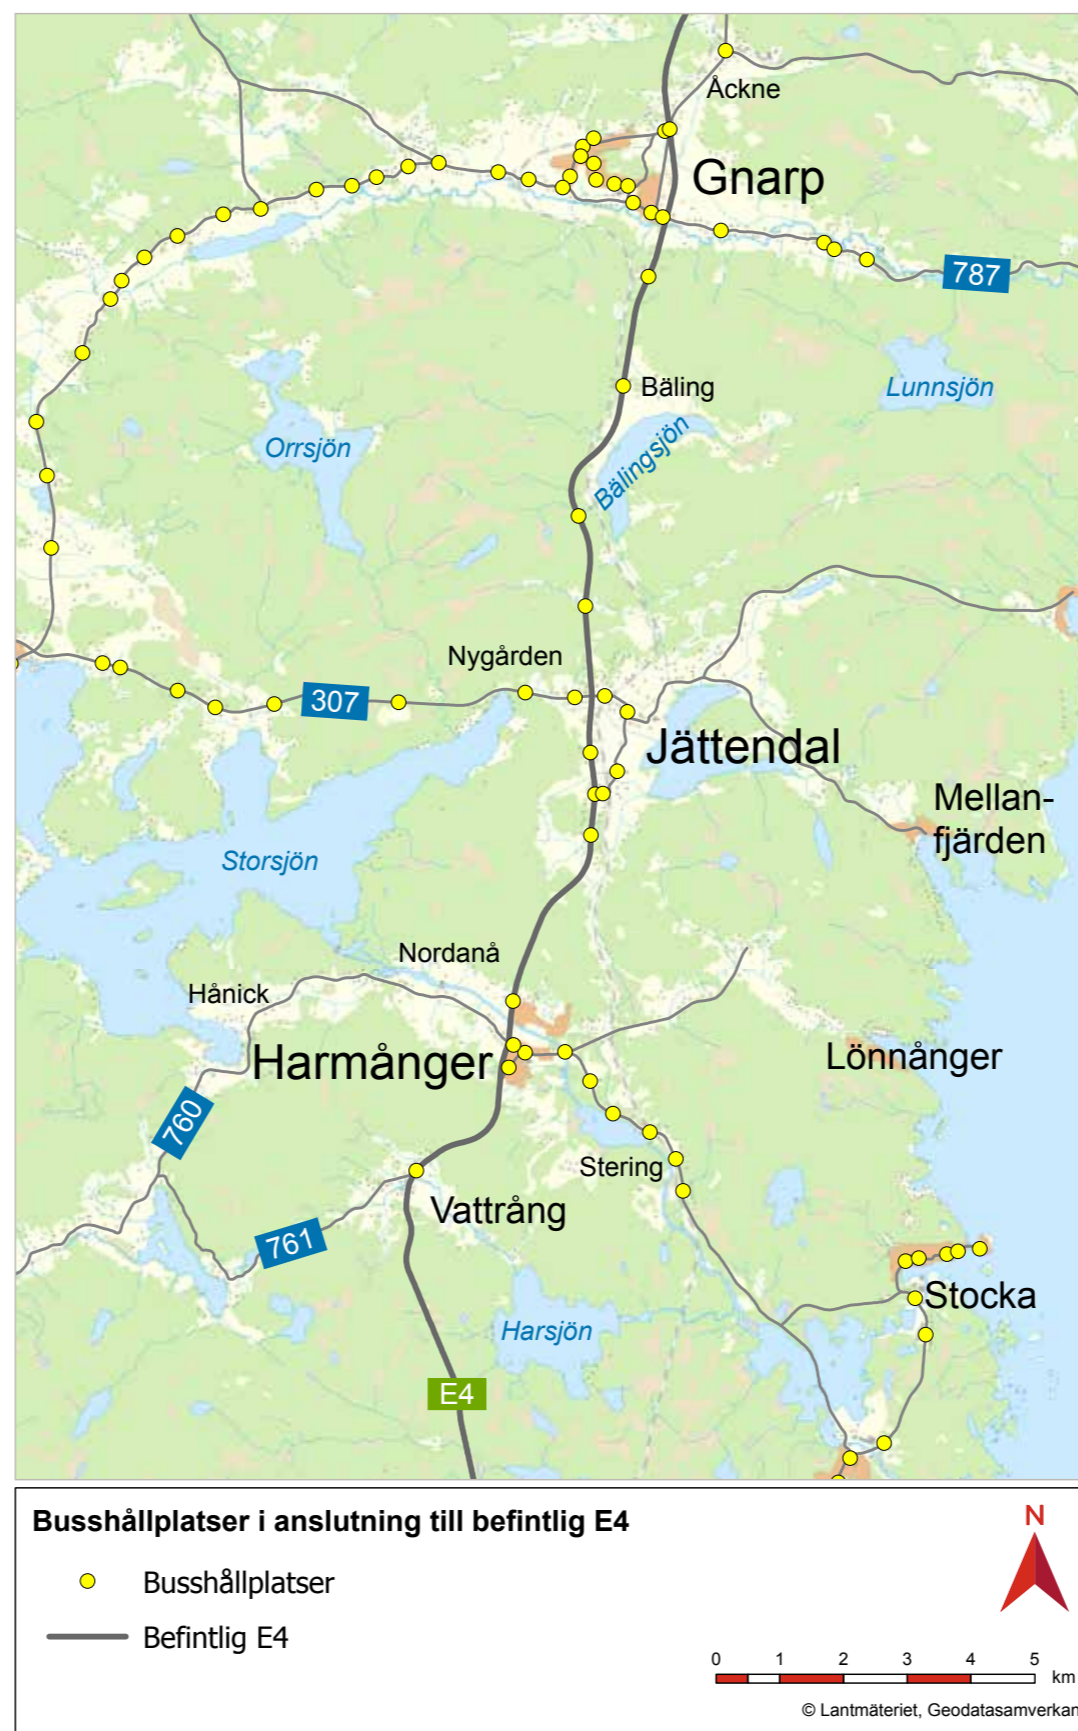 Åckne
Gnarp
787
Bäling
Lunnsjön
Orrsjön
Bälingsjön
Nygården
307
Jättendal
Mellan-
fjärden
Storsjön
Nordanå
Hånick
Harmånger
Lönnånger
760
Stering
Vattrång
761
Stocka
Harsjön
E4
Busshållplatser i anslutning till befintlig E4
Busshållplatser
Befintlig E4
N
0 1 2 3 4 5
km
© Lantmäteriet, Geodatasamverkan